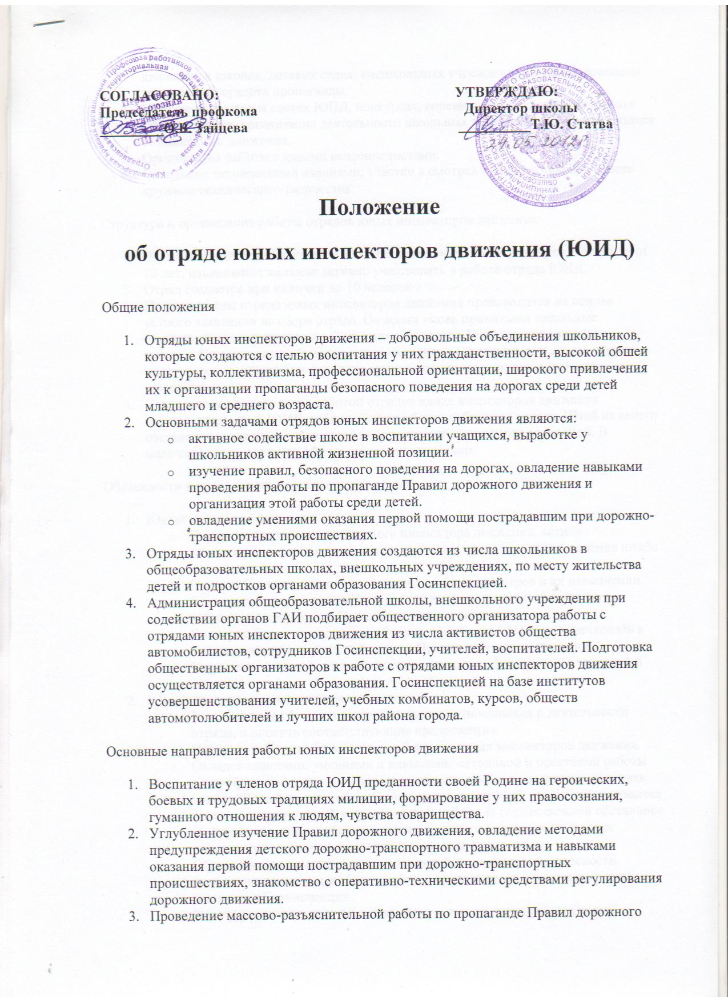 СОГЛАСОВАНО:
Председатель профкома
О.В. Зайцева
УТВЕРЖДАЮ:
Директор школы
Т.Ю. Статва
24.05.2012г
Положение
об отряде юных инспекторов движения (ЮИД)
Общие положения
1. Отряды юных инспекторов движения – добровольные объединения школьников,
которые создаются с целью воспитания у них гражданственности, высокой обшей
культуры, коллективизма, профессиональной ориентации, широкого привлечения
их к организации пропаганды безопасного поведения на дорогах среди детей
младшего и среднего возраста.
2. Основными задачами отрядов юных инспекторов движения являются:
o активное содействие школе в воспитании учащихся, выработке у
школьников активной жизненной позиции.
o изучение правил, безопасного поведения на дорогах, овладение навыками
проведения работы по пропаганде Правил дорожного движения и
организация этой работы среди детей.
o овладение умениями оказания первой помощи пострадавшим при дорожно-
транспортных происшествиях.
3. Отряды юных инспекторов движения создаются из числа школьников в
общеобразовательных школах, внешкольных учреждениях, по месту жительства
детей и подростков органами образования Госинспекцией.
4. Администрация общеобразовательной школы, внешкольного учреждения при
содействии органов ГАИ подбирает общественного организатора работы с
отрядами юных инспекторов движения из числа активистов общества
автомобилистов, сотрудников Госинспекции, учителей, воспитателей. Подготовка
общественных организаторов к работе с отрядами юных инспекторов движения
осуществляется органами образования. Госинспекцией на базе институтов
усовершенствования учителей, учебных комбинатов, курсов, обществ
автомотолюбителей и лучших школ района города.
Основные направления работы юных инспекторов движения
1. Воспитание у членов отряда ЮИД преданности своей Родине на героических,
боевых и трудовых традициях милиции, формирование у них правосознания,
гуманного отношения к людям, чувства товарищества.
2. Углубленное изучение Правил дорожного движения, овладение методами
предупреждения детского дорожно-транспортного травматизма и навыками
оказания первой помощи пострадавшим при дорожно-транспортных
происшествиях, знакомство с оперативно-техническими средствами регулирования
дорожного движения.
3. Проведение массово-разъяснительной работы по пропаганде Правил дорожного